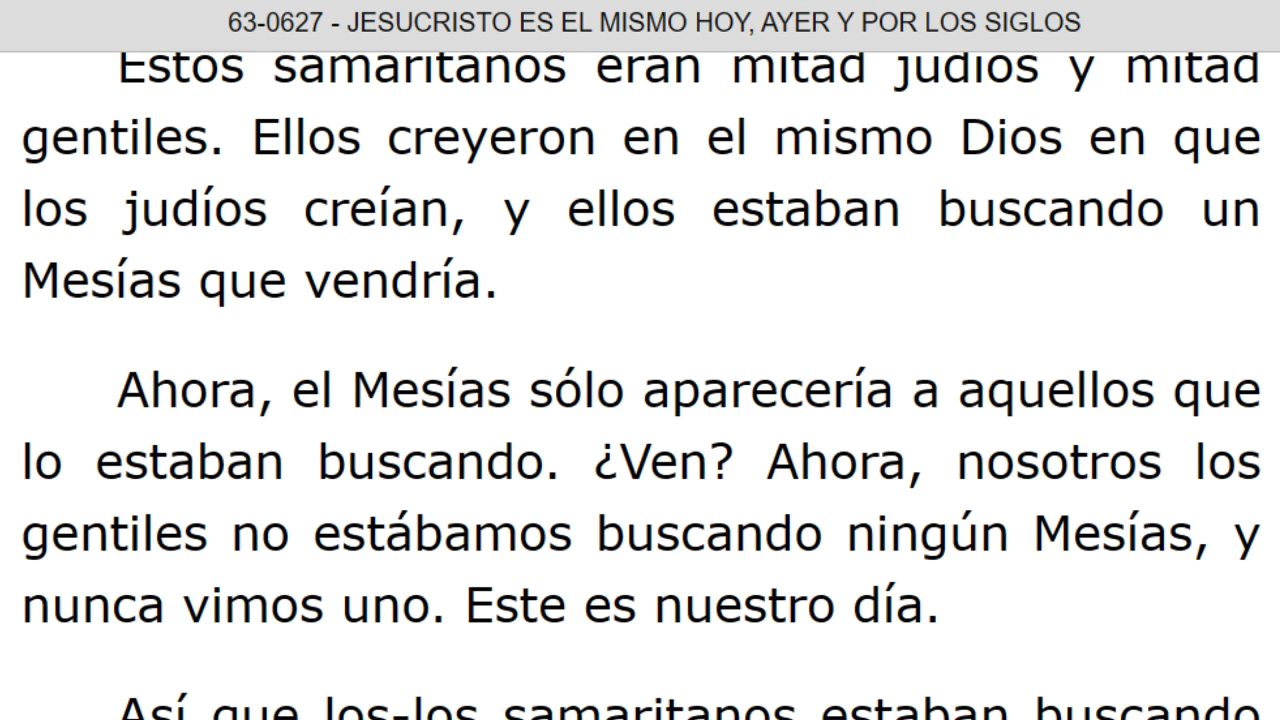 63-0627 - JESUCRISTO ES EL MISMO HOY, AYER Y POR LOS SIGLOS
Estos samaritanos eran mitad judíos y mitad
gentiles. Ellos creyeron en el mismo Dios en que
los judíos creían, y ellos estaban buscando un
Mesías que vendría.
Ahora, el Mesías sólo aparecería a aquellos que
lo estaban buscando. ¿Ven? Ahora, nosotros los
gentiles no estábamos buscando ningún Mesías, y
nunca vimos uno. Este es nuestro día.
Así que los-los samaritanos estaban buscando